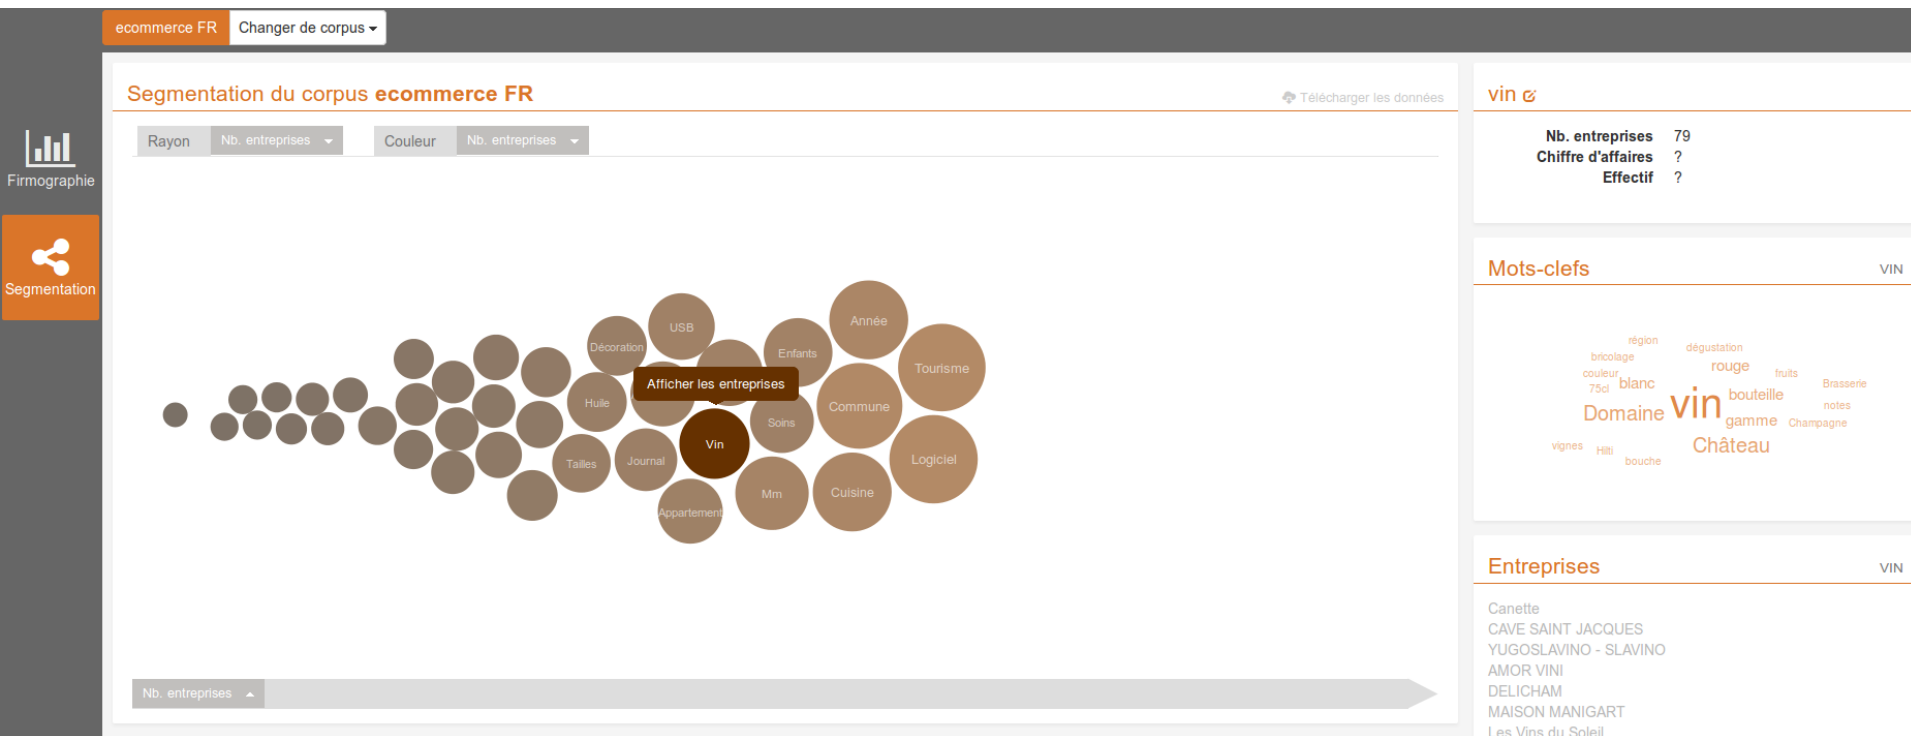 ecommerce FR
Changer de corpus
Firmographie
Segmentation
Segmentation du corpus ecommerce FR
Télécharger les données
Rayon
Nb. entreprises
Couleur
Nb. entreprises
Année
USB
Décoration
Enfants
Tourisme
Afficher les entreprises
Huile
Commune
Soins
Vin
Tailles
Journal
Logiciel
Mm
Cuisine
Appartement
Nb. entreprises
vin
Nb. entreprises 79
Chiffre d'affaires ?
Effectif ?
Mots-clefs VIN
région
dégustation
bricolage
rouge
couleur
fruits
75cl
blanc
Brasserie
vin
bouteille
Domaine
notes
gamme
Champagne
vignes
Hilti
Château
bouche
Entreprises VIN
Canette
CAVE SAINT JACQUES
YUGOSLAVINO - SLAVINO
AMOR VINI
DELICHAM
MAISON MANIGART
Les Vins du Soleil